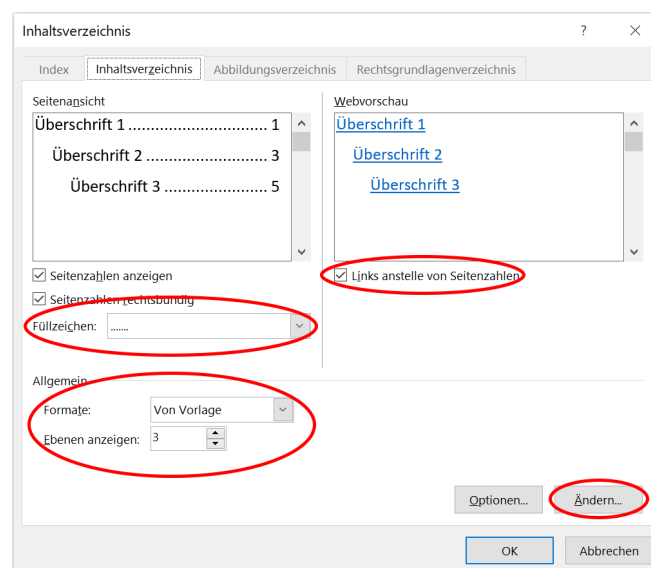 Inhaltsverzeichnis ?
Index Inhaltsverzeichnis Abbildungsverzeichnis Rechtsgrundlagenverzeichnis
Seitenansicht
Überschrift 1 ............................. 1
Überschrift 2 ......................... 3
Überschrift 3 ..................... 5
Webvorschau
Überschrift 1
Überschrift 2
Überschrift 3
Seitenzahlen anzeigen
Seitenzahlen rechtsbündig
Füllzeichen: .......
Links anstelle von Seitenzahlen
Allgemein
Formate: Von Vorlage
Ebenen anzeigen: 3
Optionen... Ändern...
OK Abbrechen